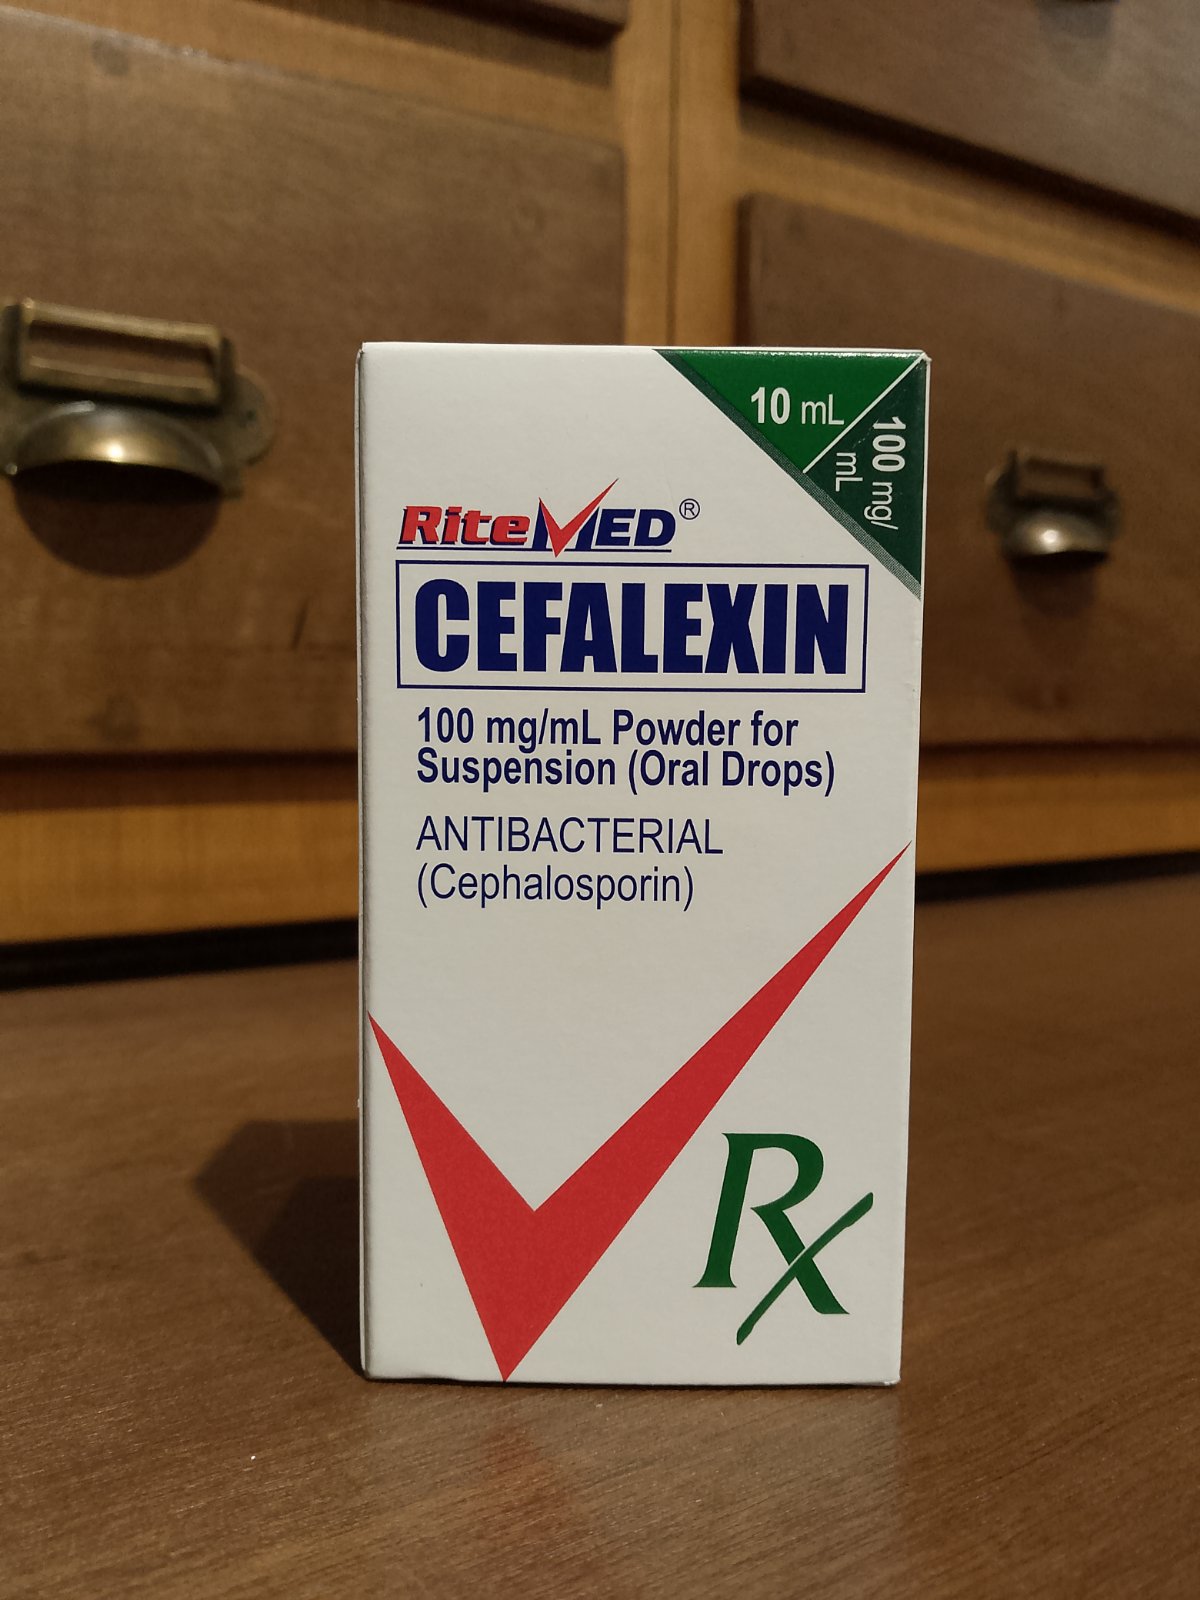 10 mL
100 mg/
mL
RiteMED®
CEFALEXIN
100 mg/mL Powder for
Suspension (Oral Drops)
ANTIBACTERIAL
(Cephalosporin)
Rx